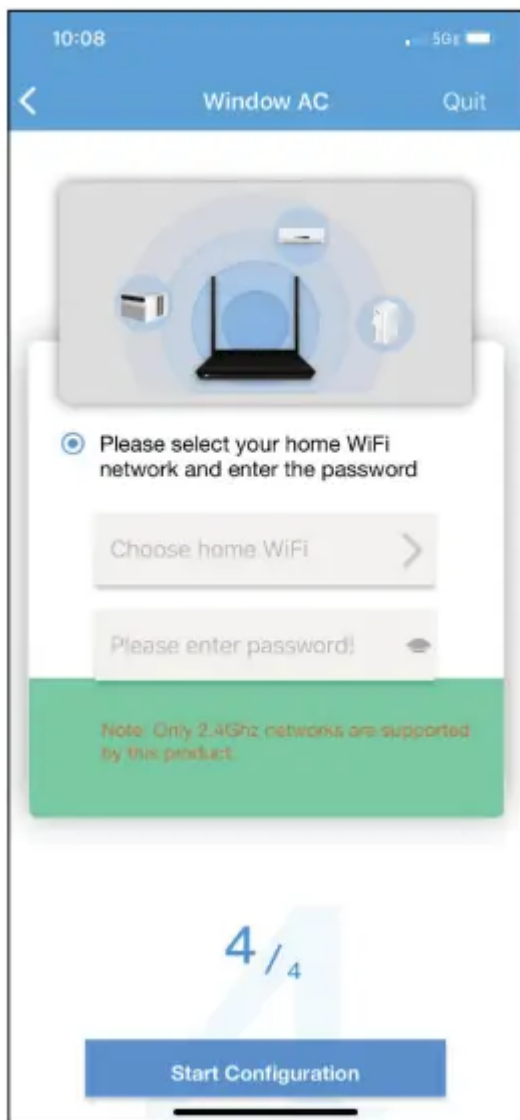 10:08
5GE
Window AC
Quit
Please select your home WiFi
network and enter the password
Choose home WiFi
Please enter password!
Note: Only 2.4Ghz networks are supported
by this product.
4 / 4
Start Configuration